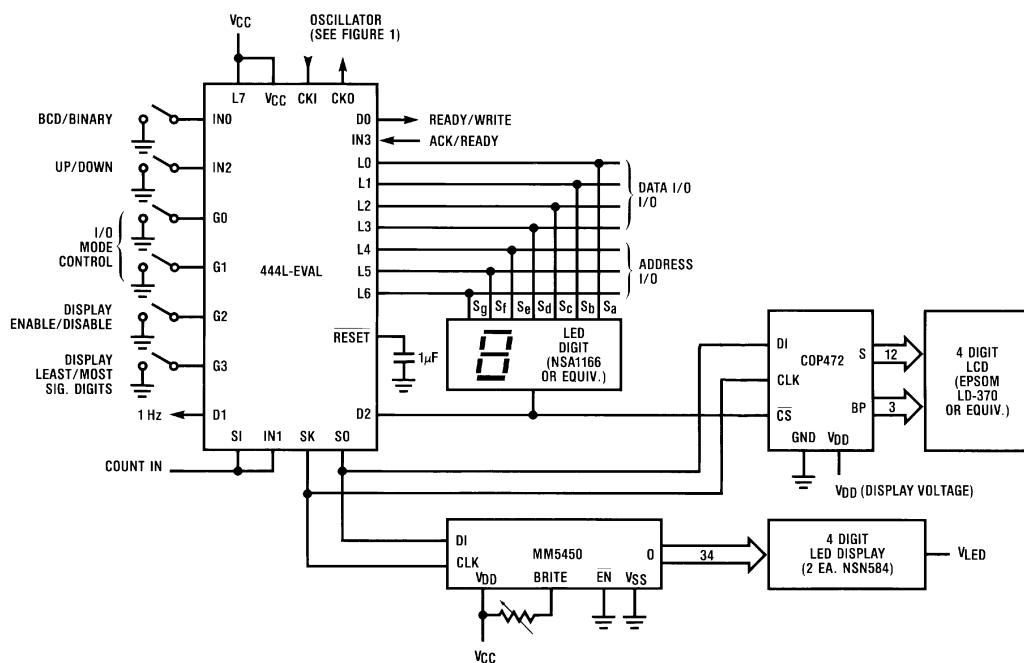 VCC
OSCILLATOR
(SEE FIGURE 1)
L7 VCC CKI CKO
BCD/BINARY
IN0
D0
READY/WRITE
IN3
ACK/READY
UP/DOWN
IN2
L0
L1
L2
L3
DATA I/O
I/O
I/O
MODE
CONTROL
G0
G1
444L-EVAL
L4
L5
L6
ADDRESS
I/O
Sg Sf Se Sd Sc Sb Sa
DISPLAY
ENABLE/DISABLE
G2
RESET
1μF
LED
DIGIT
(NSA1166
OR EQUIV.)
DISPLAY
LEAST/MOST
SIG. DIGITS
G3
1 Hz
D1
D2
SI IN1 SK SO
COUNT IN
DI
COP472
S
12
CLK
CS
BP
3
GND VDD
4 DIGIT
LCD
(EPSOM
LD-370
OR EQUIV.)
VDD (DISPLAY VOLTAGE)
DI
CLK
MM5450
O
34
VDD BRITE EN VSS
4 DIGIT
LED DISPLAY
(2 EA. NSN584)
VLED
VCC